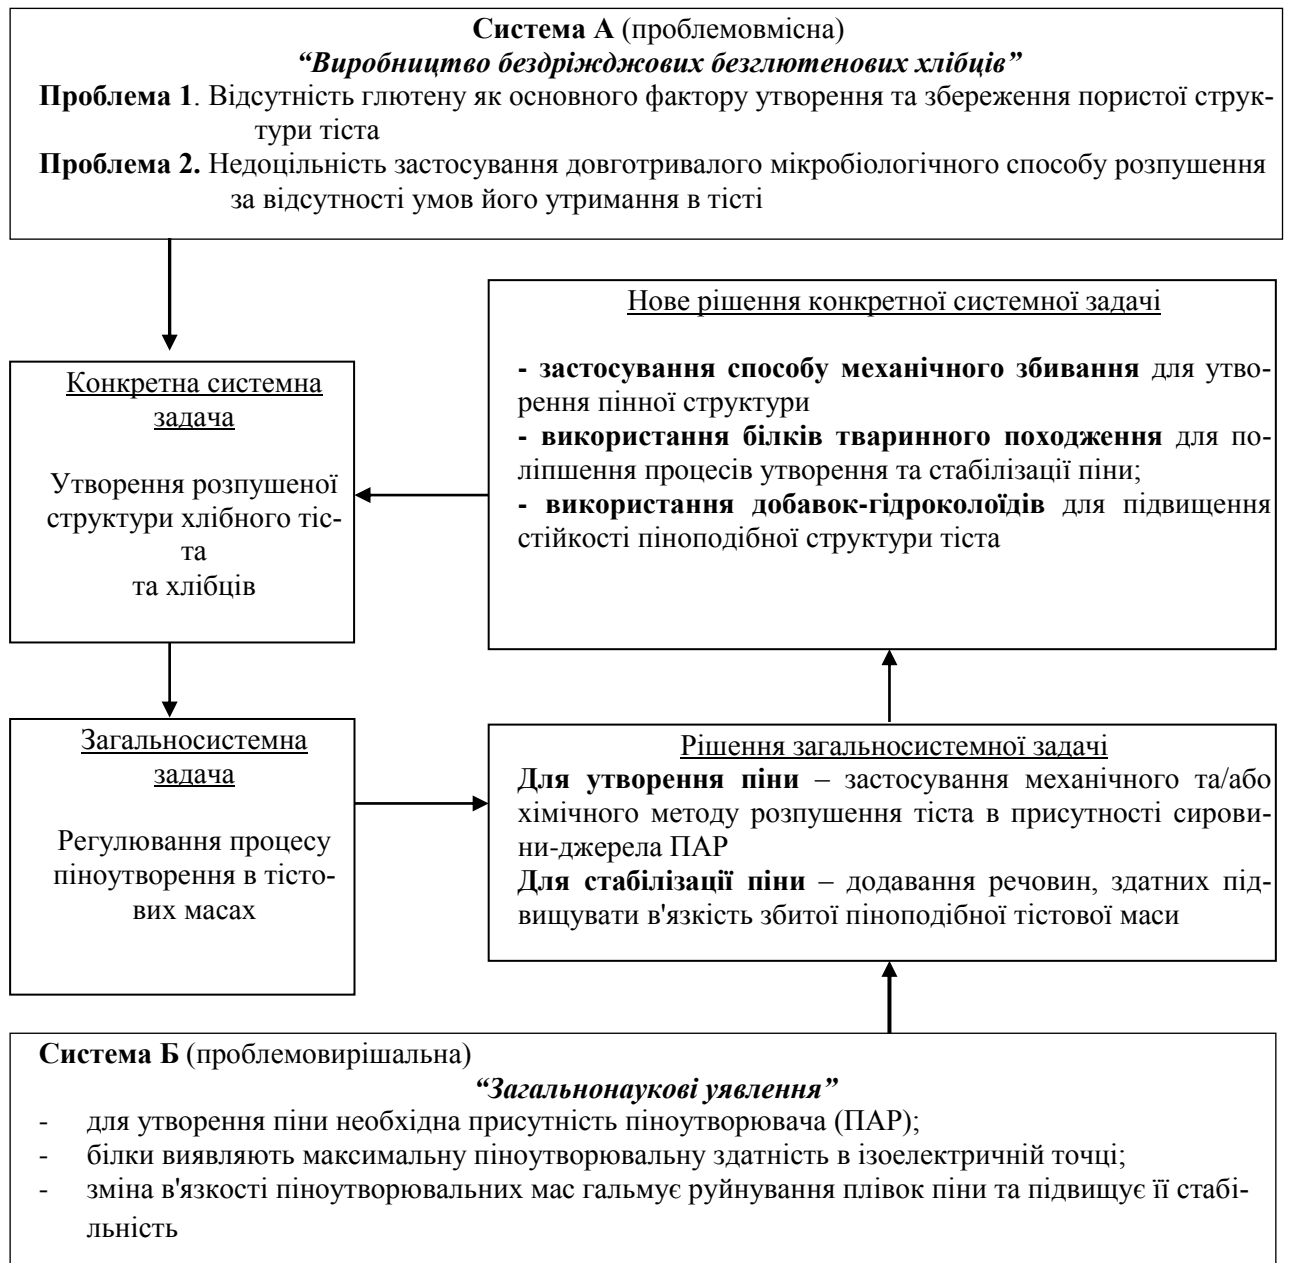 Система А (проблемовмісна)
“Виробництво бездріжджових безглютенових хлібців”
Проблема 1. Відсутність глютену як основного фактору утворення та збереження пористої струк-
тури тіста
Проблема 2. Недоцільність застосування довготривалого мікробіологічного способу розпушення
за відсутності умов його утримання в тісті
Конкретна системна
задача
Утворення розпушеної
структури хлібного тіс-
та
та хлібців
Нове рішення конкретної системної задачі
- застосування способу механічного збивання для утво-
рення пінної структури
- використання білків тваринного походження для по-
ліпшення процесів утворення та стабілізації піни;
- використання добавок-гідроколоїдів для підвищення
стійкості піноподібної структури тіста
Загальносистемна
задача
Регулювання процесу
піноутворення в тісто-
вих масах
Рішення загальносистемної задачі
Для утворення піни – застосування механічного та/або
хімічного методу розпушення тіста в присутності сирови-
ни-джерела ПАР
Для стабілізації піни – додавання речовин, здатних під-
вищувати в'язкість збитої піноподібної тістової маси
Система Б (проблемовирішальна)
“Загальнонаукові уявлення”
- для утворення піни необхідна присутність піноутворювача (ПАР);
- білки виявляють максимальну піноутворювальну здатність в ізоелектричній точці;
- зміна в'язкості піноутворювальних мас гальмує руйнування плівок піни та підвищує її стабі-
льність